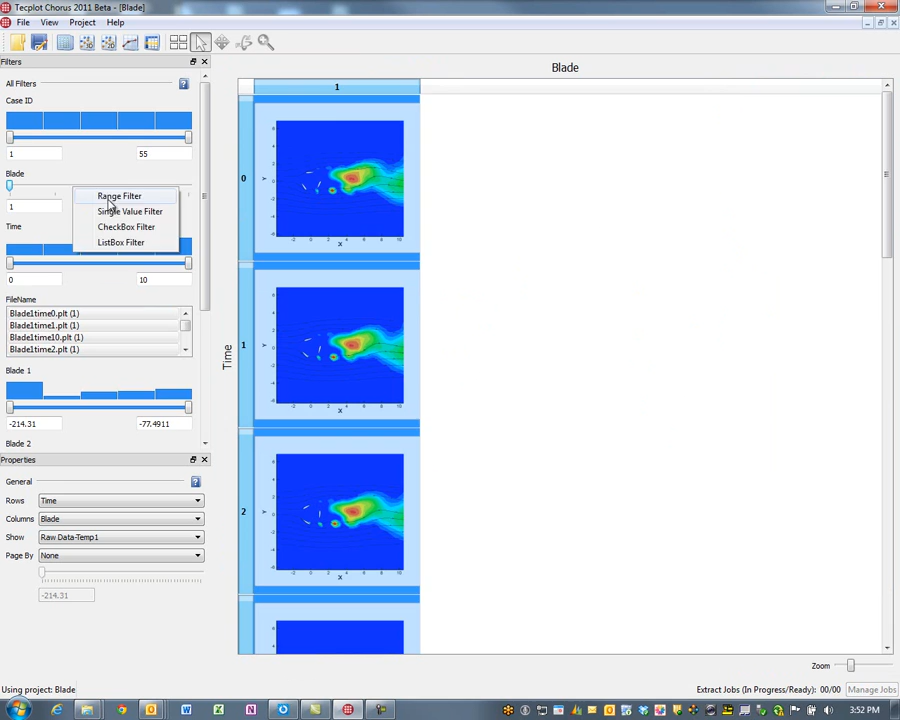 Tecplot Chorus 2011 Beta - [Blade]
File View Project Help
Filters
All Filters
Case ID
1 55
Blade
1
Range Filter
Single Value Filter
CheckBox Filter
ListBox Filter
Time
0 10
FileName
Blade1time0.plt (1)
Blade1time1.plt (1)
Blade1time10.plt (1)
Blade1time2.plt (1)
Blade 1
-214.31 -77.4911
Blade 2
Properties
General
Rows Time
Columns Blade
Show Raw Data-Temp1
Page By None
-214.31
Blade
1
Time
0
1
2
X
X
X
Y
Y
Y
Zoom
Using project: Blade
Extract Jobs (In Progress/Ready): 00/00 Manage Jobs
3:52 PM